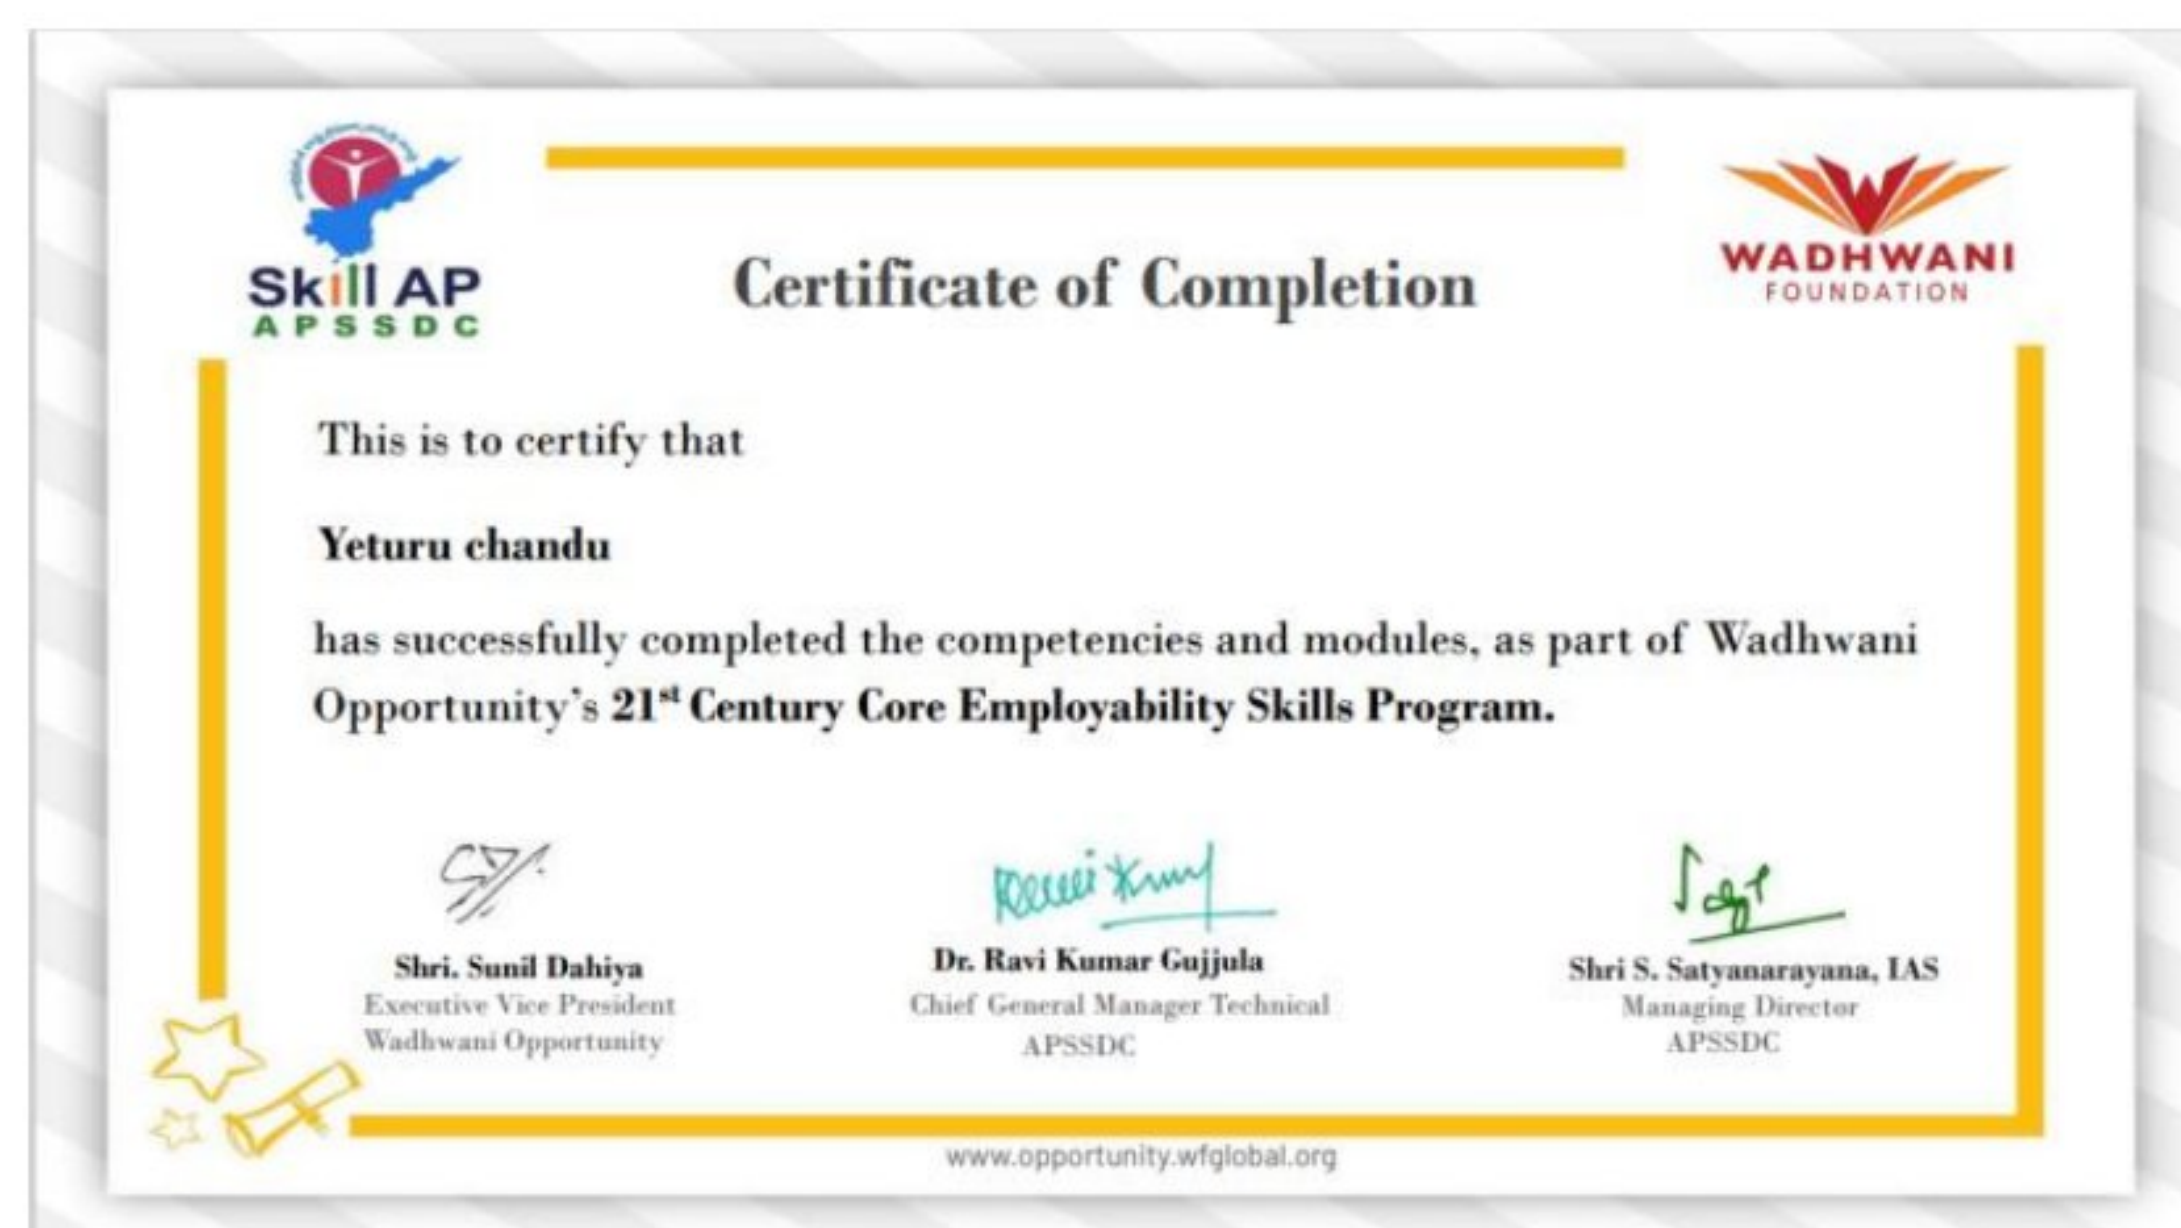 Skill AP
APSSDC
WADHWANI
FOUNDATION
Certificate of Completion
This is to certify that
Yeturu chandu
has successfully completed the competencies and modules, as part of Wadhwani
Opportunity's 21st Century Core Employability Skills Program.
Ravi Kumar
Shri. Sunil Dahiya
Executive Vice President
Wadhwani Opportunity
Dr. Ravi Kumar Gujjula
Chief General Manager Technical
APSSDC
Shri S. Satyanarayana, IAS
Managing Director
APSSDC
www.opportunity.wfglobal.org